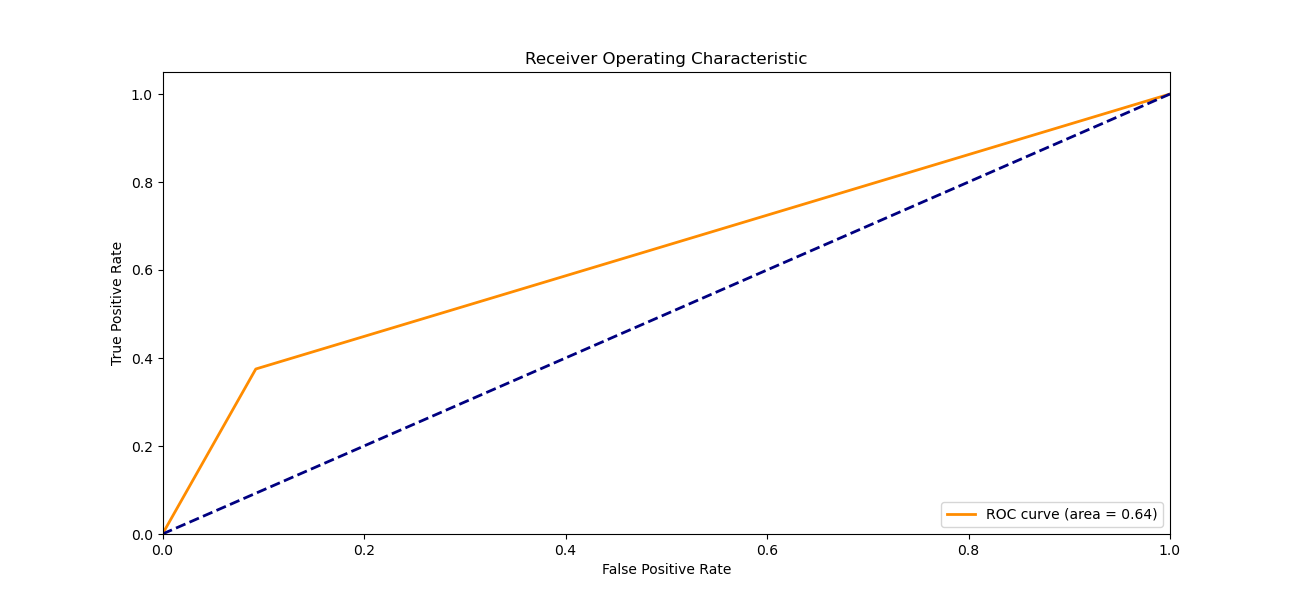 Receiver Operating Characteristic
1.0
0.8
0.6
0.4
0.2
0.0
True Positive Rate
ROC curve (area = 0.64)
0.0 0.2 0.4 0.6 0.8 1.0
False Positive Rate